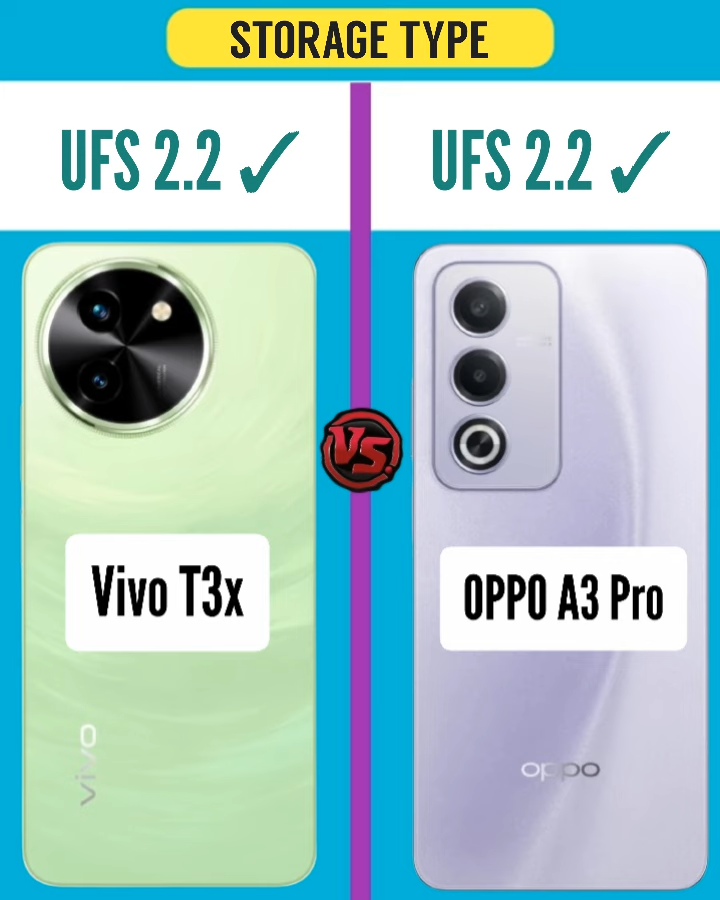 STORAGE TYPE
UFS 2.2 ✓
UFS 2.2 ✓
VS.
Vivo T3x
OPPO A3 Pro
vivo
oppo